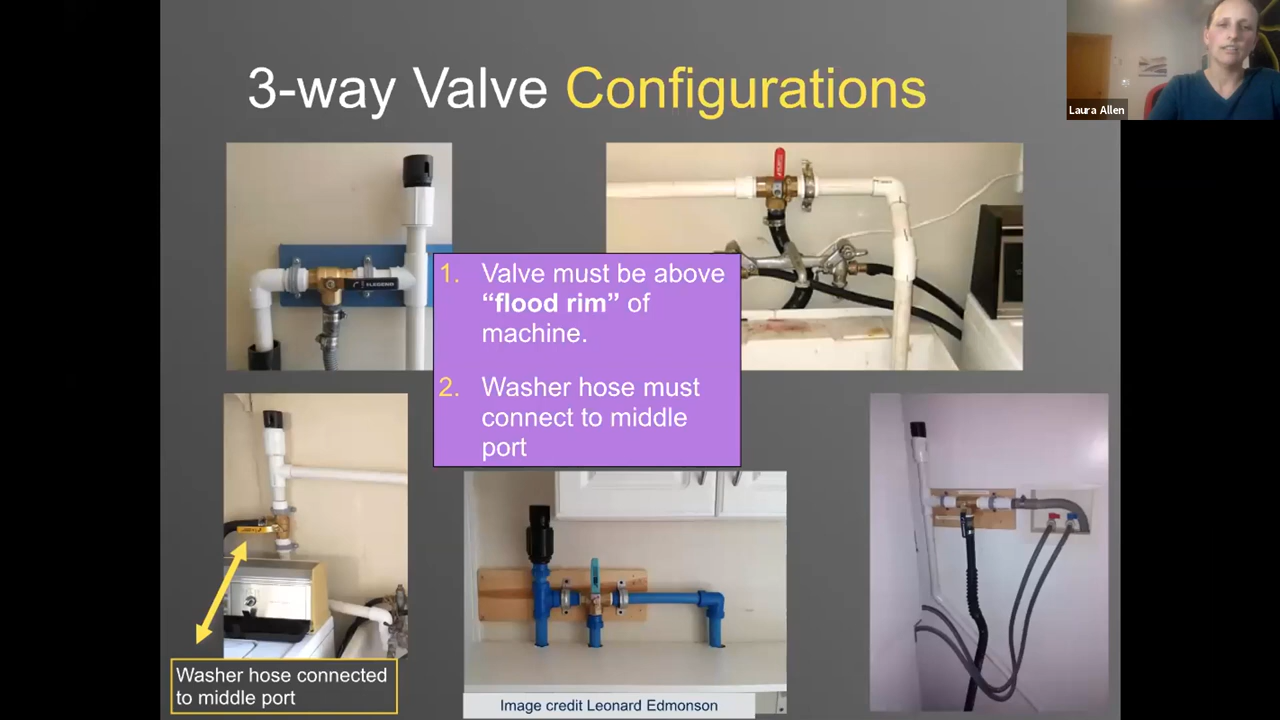 Laura Allen
3-way Valve Configurations
LEGEND
1. Valve must be above
“flood rim” of
machine.
2. Washer hose must
connect to middle
port
Washer hose connected
to middle port
Image credit Leonard Edmonson